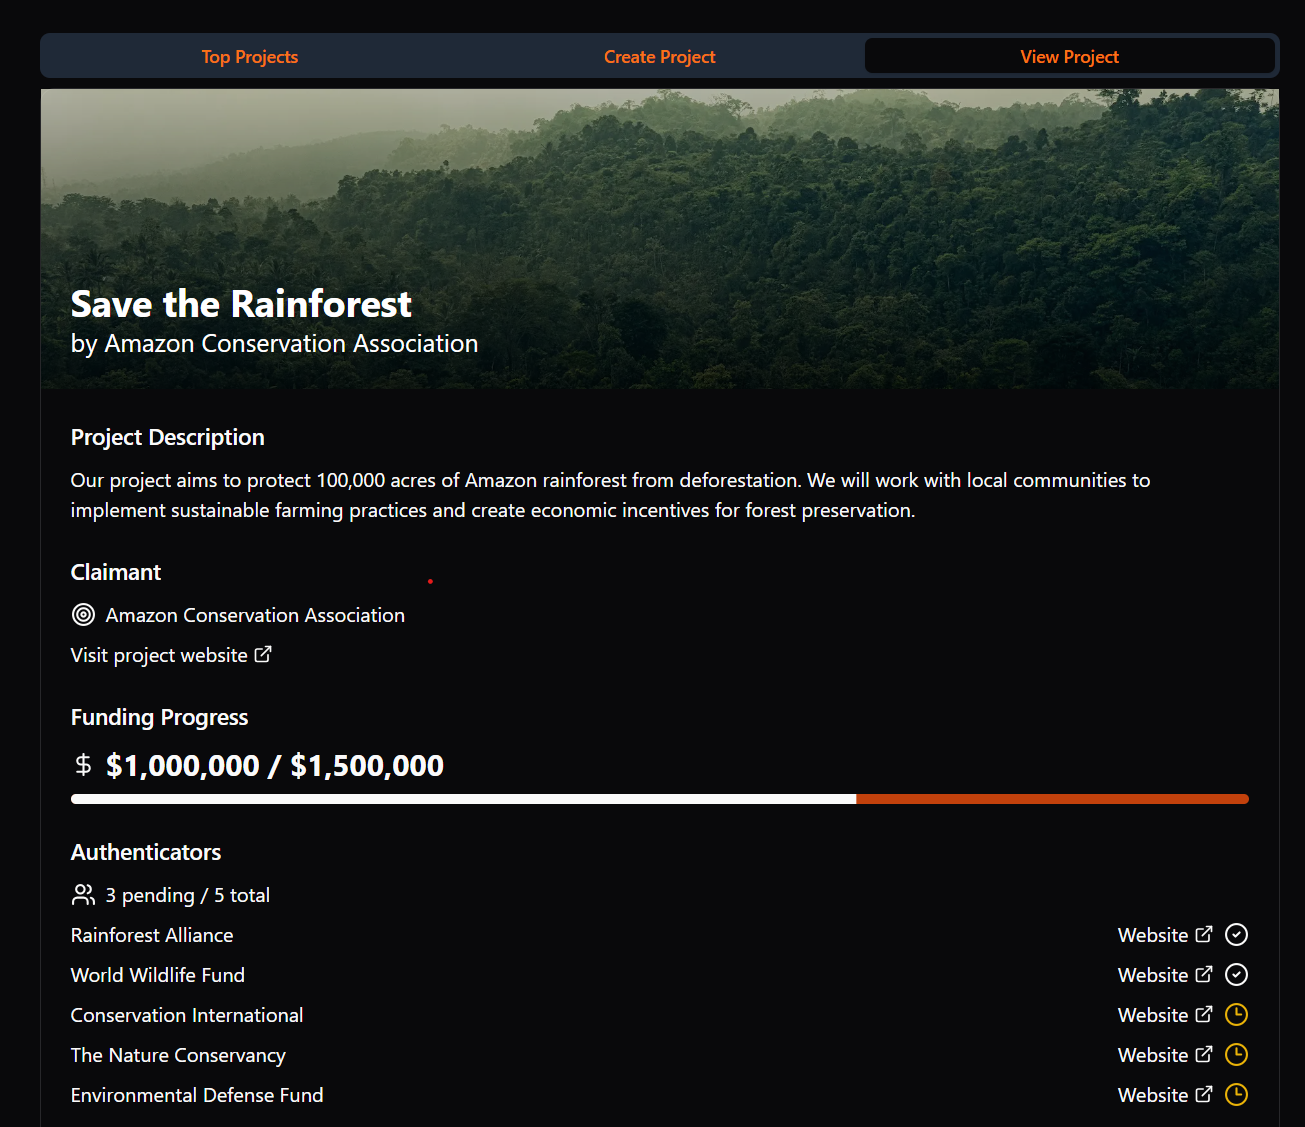 Top Projects
Create Project
View Project
Save the Rainforest
by Amazon Conservation Association
Project Description
Our project aims to protect 100,000 acres of Amazon rainforest from deforestation. We will work with local communities to
implement sustainable farming practices and create economic incentives for forest preservation.
Claimant
Amazon Conservation Association
Visit project website
Funding Progress
$ $1,000,000 / $1,500,000
Authenticators
3 pending / 5 total
Rainforest Alliance Website
World Wildlife Fund Website
Conservation International Website
The Nature Conservancy Website
Environmental Defense Fund Website